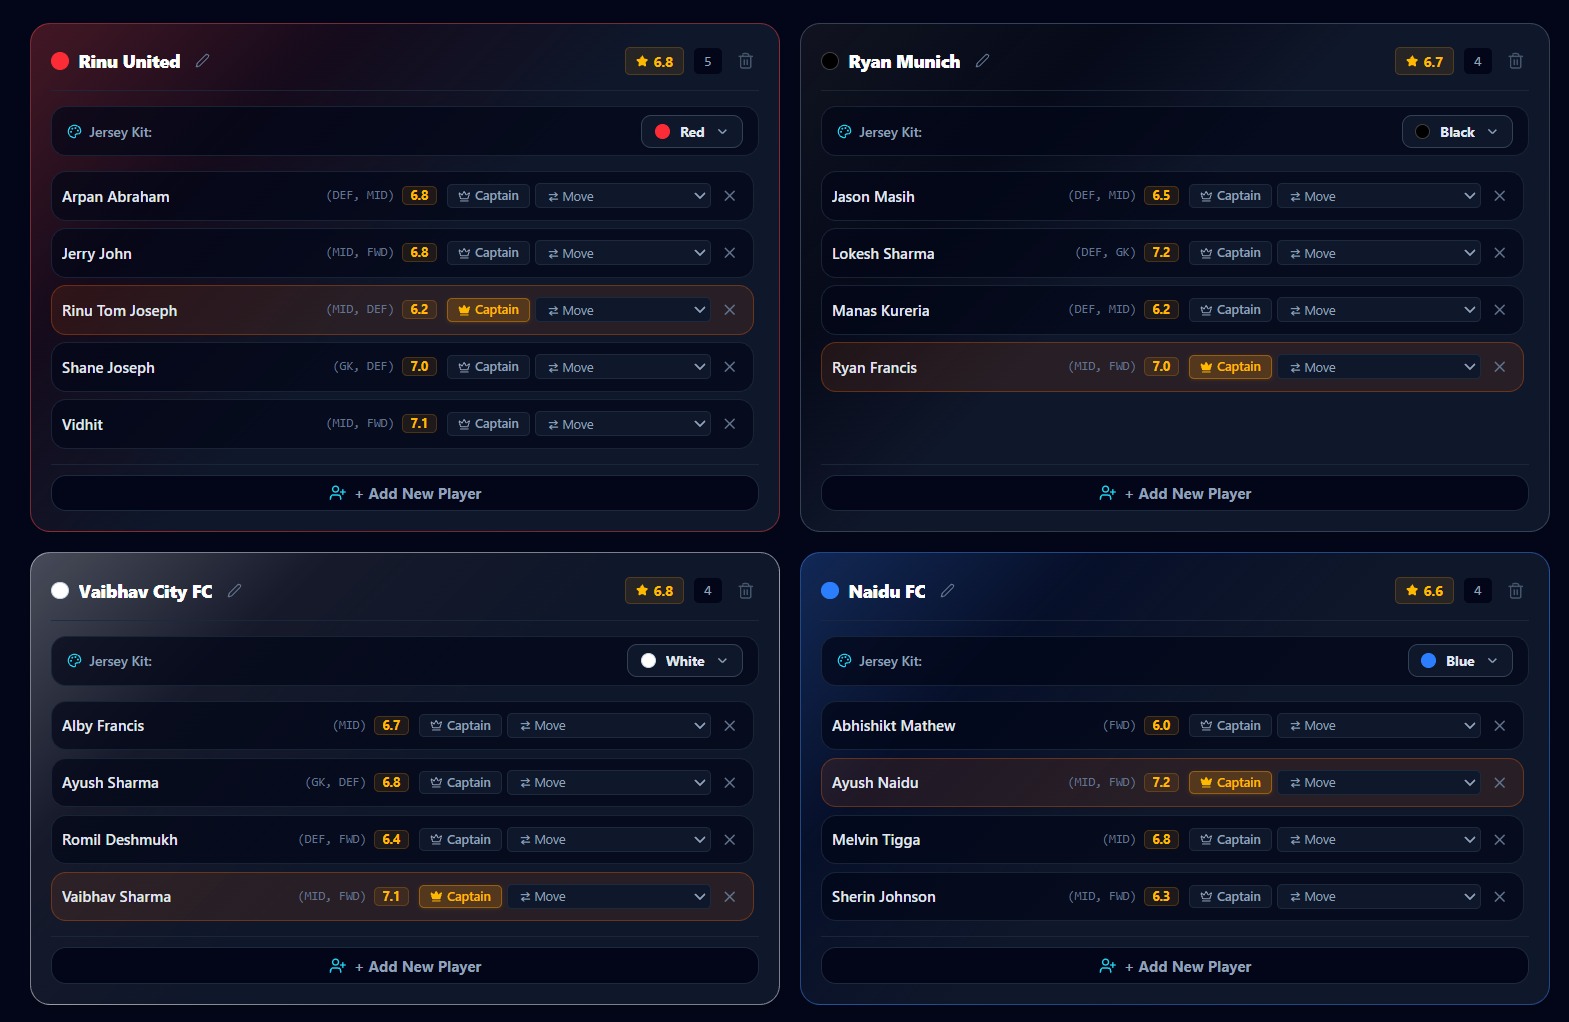 Rinu United 6.8 5
Jersey Kit: Red
Arpan Abraham (DEF, MID) 6.8 Captain ⇄ Move
Jerry John (MID, FWD) 6.8 Captain ⇄ Move
Rinu Tom Joseph (MID, DEF) 6.2 Captain ⇄ Move
Shane Joseph (GK, DEF) 7.0 Captain ⇄ Move
Vidhit (MID, FWD) 7.1 Captain ⇄ Move
+ Add New Player
Ryan Munich 6.7 4
Jersey Kit: Black
Jason Masih (DEF, MID) 6.5 Captain ⇄ Move
Lokesh Sharma (DEF, GK) 7.2 Captain ⇄ Move
Manas Kureria (DEF, MID) 6.2 Captain ⇄ Move
Ryan Francis (MID, FWD) 7.0 Captain ⇄ Move
+ Add New Player
Vaibhav City FC 6.8 4
Jersey Kit: White
Alby Francis (MID) 6.7 Captain ⇄ Move
Ayush Sharma (GK, DEF) 6.8 Captain ⇄ Move
Romil Deshmukh (DEF, FWD) 6.4 Captain ⇄ Move
Vaibhav Sharma (MID, FWD) 7.1 Captain ⇄ Move
+ Add New Player
Naidu FC 6.6 4
Jersey Kit: Blue
Abhishikt Mathew (FWD) 6.0 Captain ⇄ Move
Ayush Naidu (MID, FWD) 7.2 Captain ⇄ Move
Melvin Tigga (MID) 6.8 Captain ⇄ Move
Sherin Johnson (MID, FWD) 6.3 Captain ⇄ Move
+ Add New Player